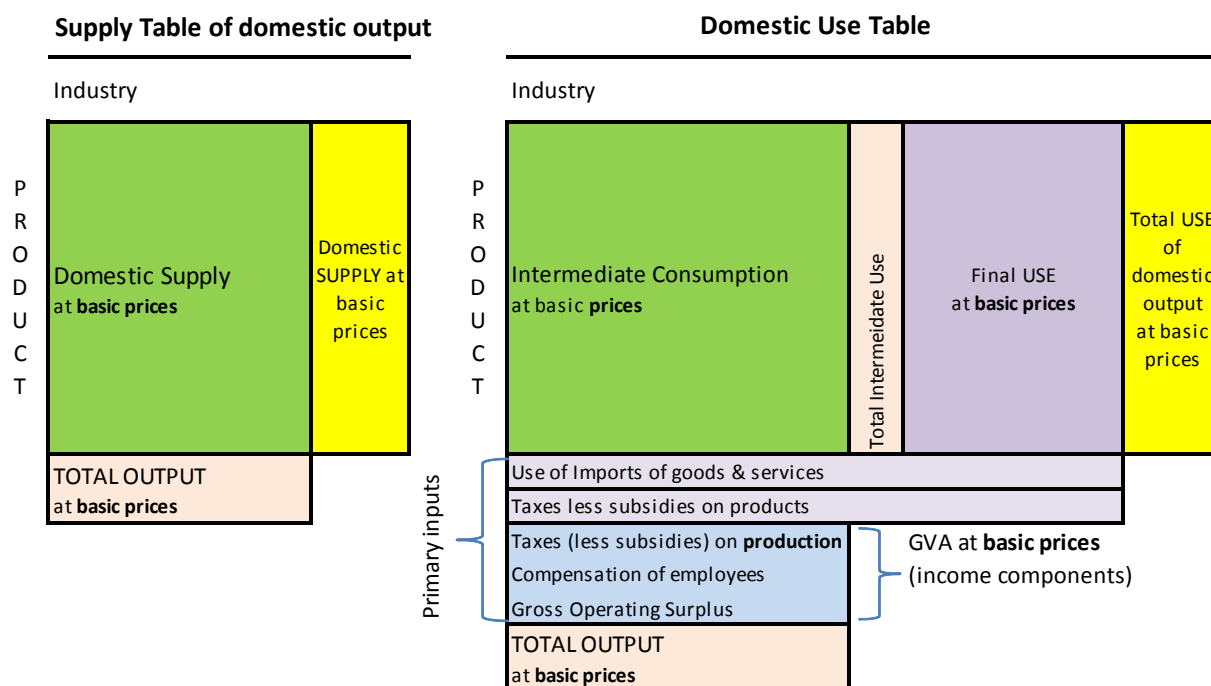 Supply Table of domestic output
Domestic Use Table
Industry
Industry
P
R
O
D
U
C
T
Domestic Supply
at basic prices
Domestic
SUPPLY at
basic
prices
TOTAL OUTPUT
at basic prices
P
R
O
D
U
C
T
Intermediate Consumption
at basic prices
Total Intermeidate Use
Final USE
at basic prices
Total USE
of
domestic
output
at basic
prices
Primary inputs
Use of Imports of goods & services
Taxes less subsidies on products
Taxes (less subsidies) on production
Compensation of employees
Gross Operating Surplus
GVA at basic prices
(income components)
TOTAL OUTPUT
at basic prices